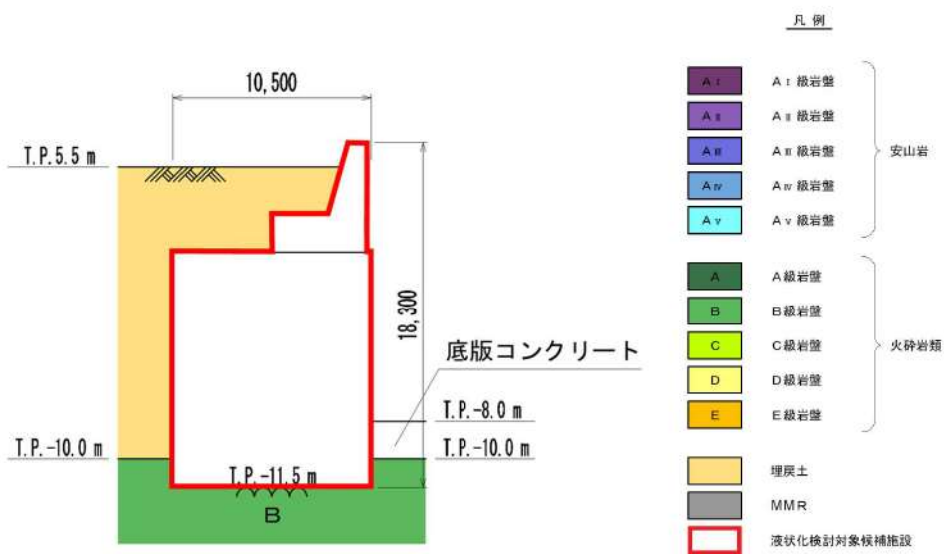 10,500
T.P.5.5 m
18,300
底版コンクリート
T.P.-8.0 m
T.P.-10.0 m
T.P.-10.0 m
T.P.-11.5 m
B
凡 例
AⅠ AⅠ級岩盤
AⅡ AⅡ級岩盤
AⅢ AⅢ級岩盤
AⅣ AⅣ級岩盤
AⅤ AⅤ級岩盤
安山岩
A A級岩盤
B B級岩盤
C C級岩盤
D D級岩盤
E E級岩盤
火砕岩類
埋戻土
MMR
液状化検討対象候補施設